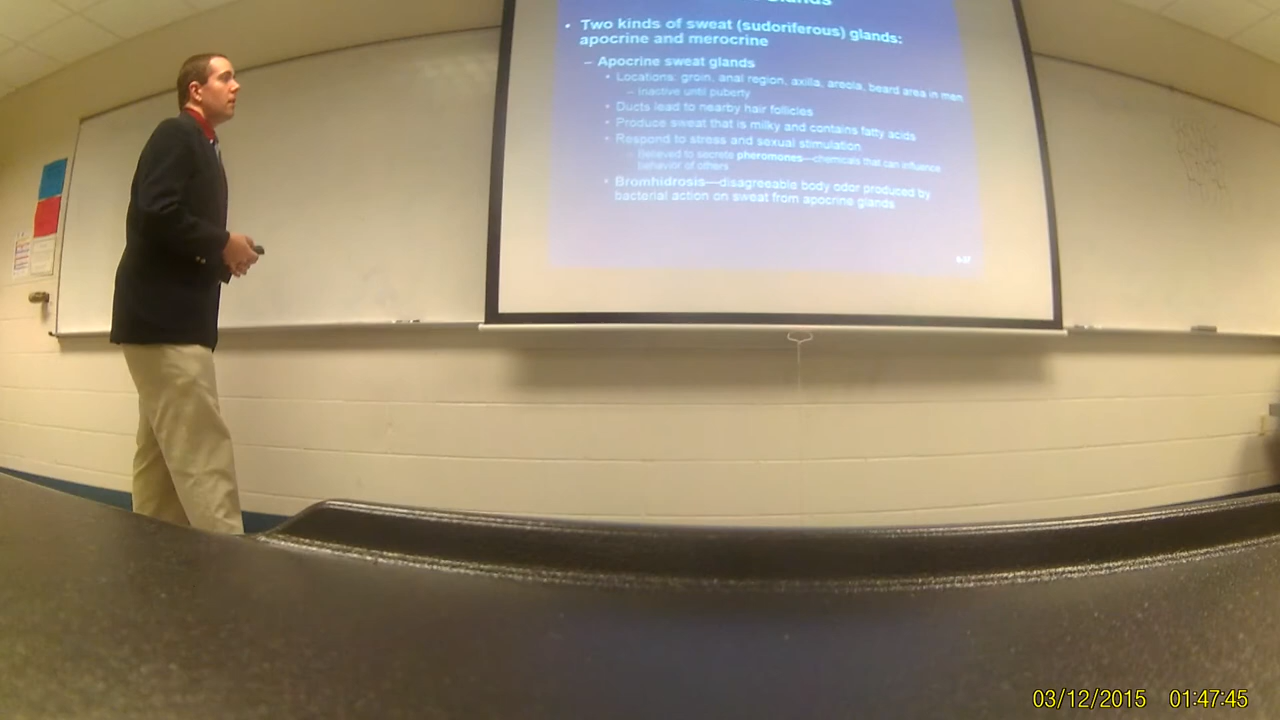 Glands
• Two kinds of sweat (sudoriferous) glands:
apocrine and merocrine
– Apocrine sweat glands
• Locations: groin, anal region, axilla, areola, beard area in men
– Inactive until puberty
• Ducts lead to nearby hair follicles
• Produce sweat that is milky and contains fatty acids
• Respond to stress and sexual stimulation
– Believed to secrete pheromones—chemicals that can influence
behavior of others
• Bromhidrosis—disagreeable body odor produced by
bacterial action on sweat from apocrine glands
03/12/2015 01:47:45